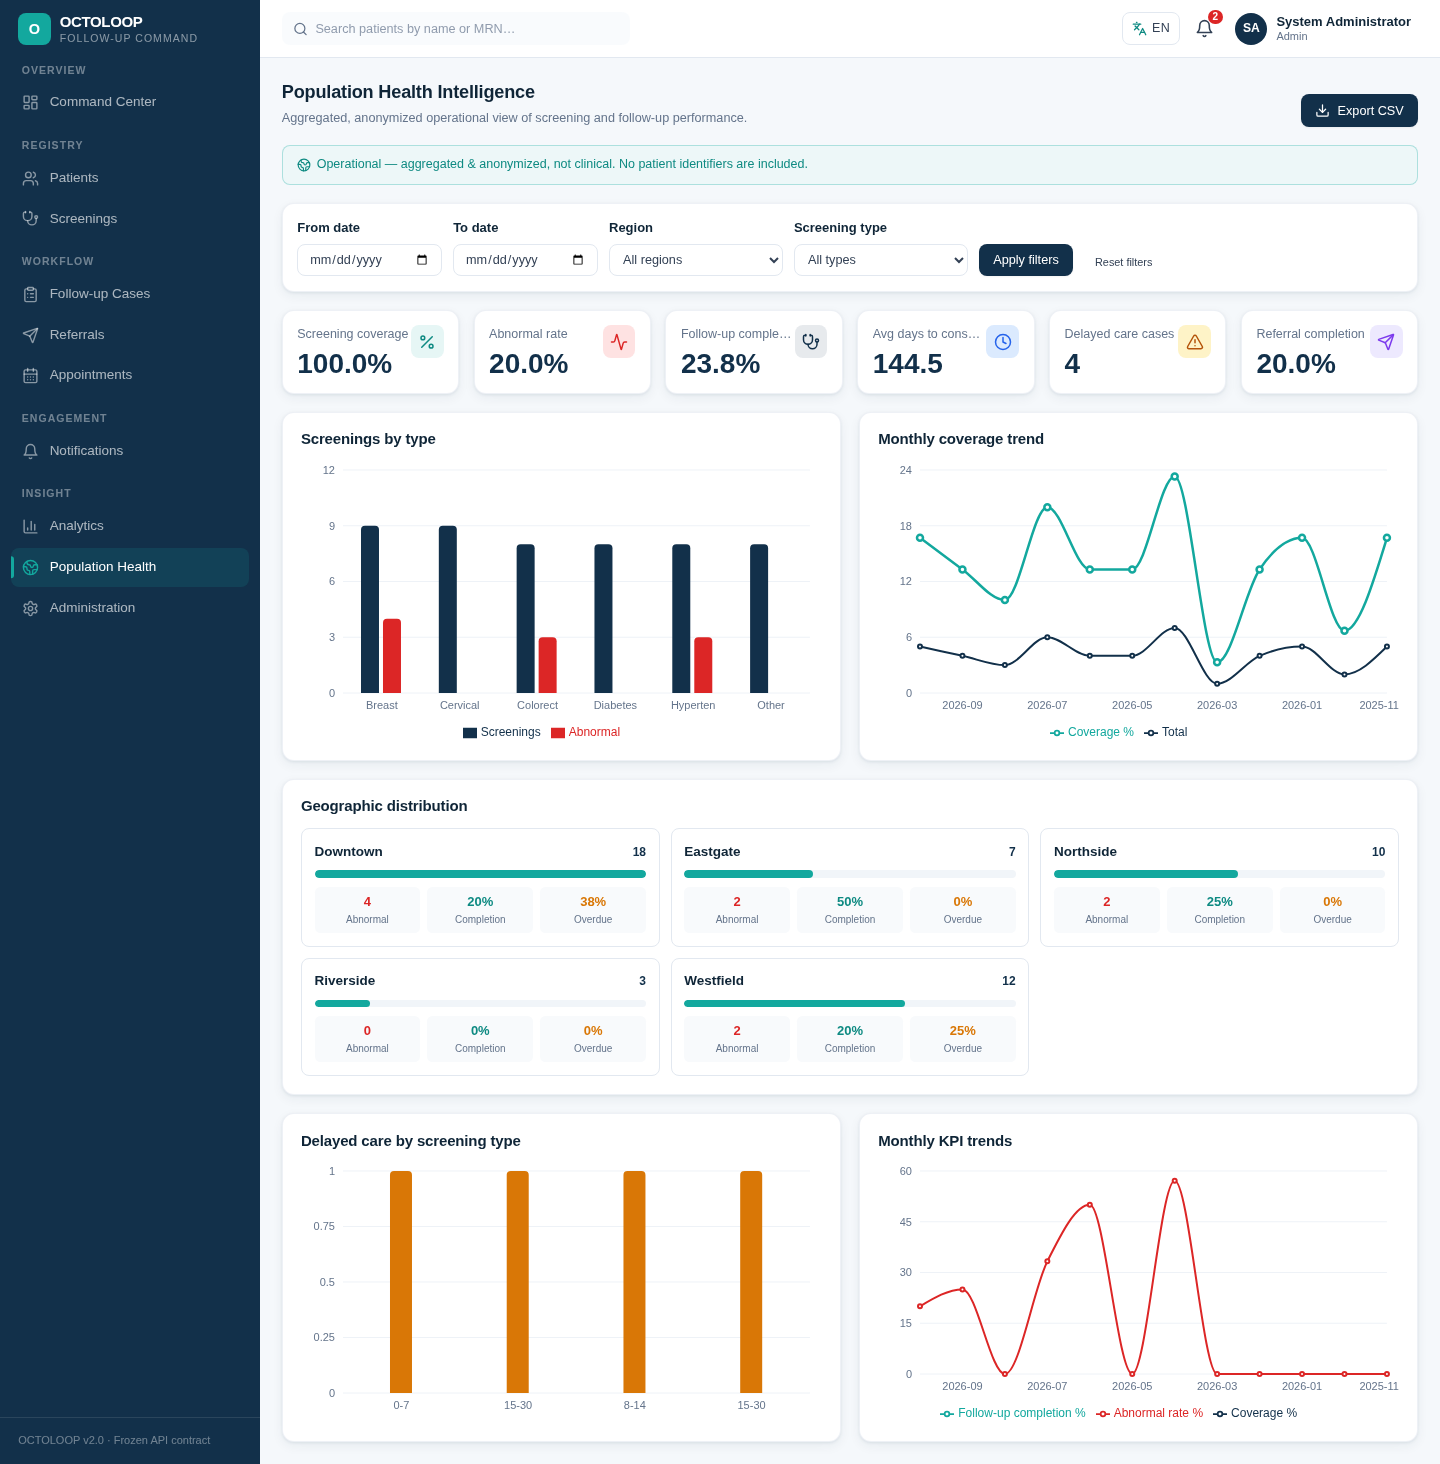 OCTOLOOP
FOLLOW-UP COMMAND
OVERVIEW
Command Center
REGISTRY
Patients
Screenings
WORKFLOW
Follow-up Cases
Referrals
Appointments
ENGAGEMENT
Notifications
INSIGHT
Analytics
Population Health
Administration
OCTOLOOP v2.0 · Frozen API contract
Search patients by name or MRN…
EN
2
SA
System Administrator
Admin
Population Health Intelligence
Aggregated, anonymized operational view of screening and follow-up performance.
Export CSV
Operational — aggregated & anonymized, not clinical. No patient identifiers are included.
From date To date Region Screening type
mm/dd/yyyy mm/dd/yyyy All regions All types Apply filters Reset filters
Screening coverage
100.0%
Abnormal rate
20.0%
Follow-up comple…
23.8%
Avg days to cons…
144.5
Delayed care cases
4
Referral completion
20.0%
Screenings by type
12
9
6
3
0
Breast Cervical Colorect Diabetes Hyperten Other
Screenings Abnormal
Monthly coverage trend
24
18
12
6
0
2026-09 2026-07 2026-05 2026-03 2026-01 2025-11
Coverage % Total
Geographic distribution
Downtown 18
4 20% 38%
Abnormal Completion Overdue
Eastgate 7
2 50% 0%
Abnormal Completion Overdue
Northside 10
2 25% 0%
Abnormal Completion Overdue
Riverside 3
0 0% 0%
Abnormal Completion Overdue
Westfield 12
2 20% 25%
Abnormal Completion Overdue
Delayed care by screening type
1
0.75
0.5
0.25
0
0-7 15-30 8-14 15-30
Monthly KPI trends
60
45
30
15
0
2026-09 2026-07 2026-05 2026-03 2026-01 2025-11
Follow-up completion % Abnormal rate % Coverage %
O